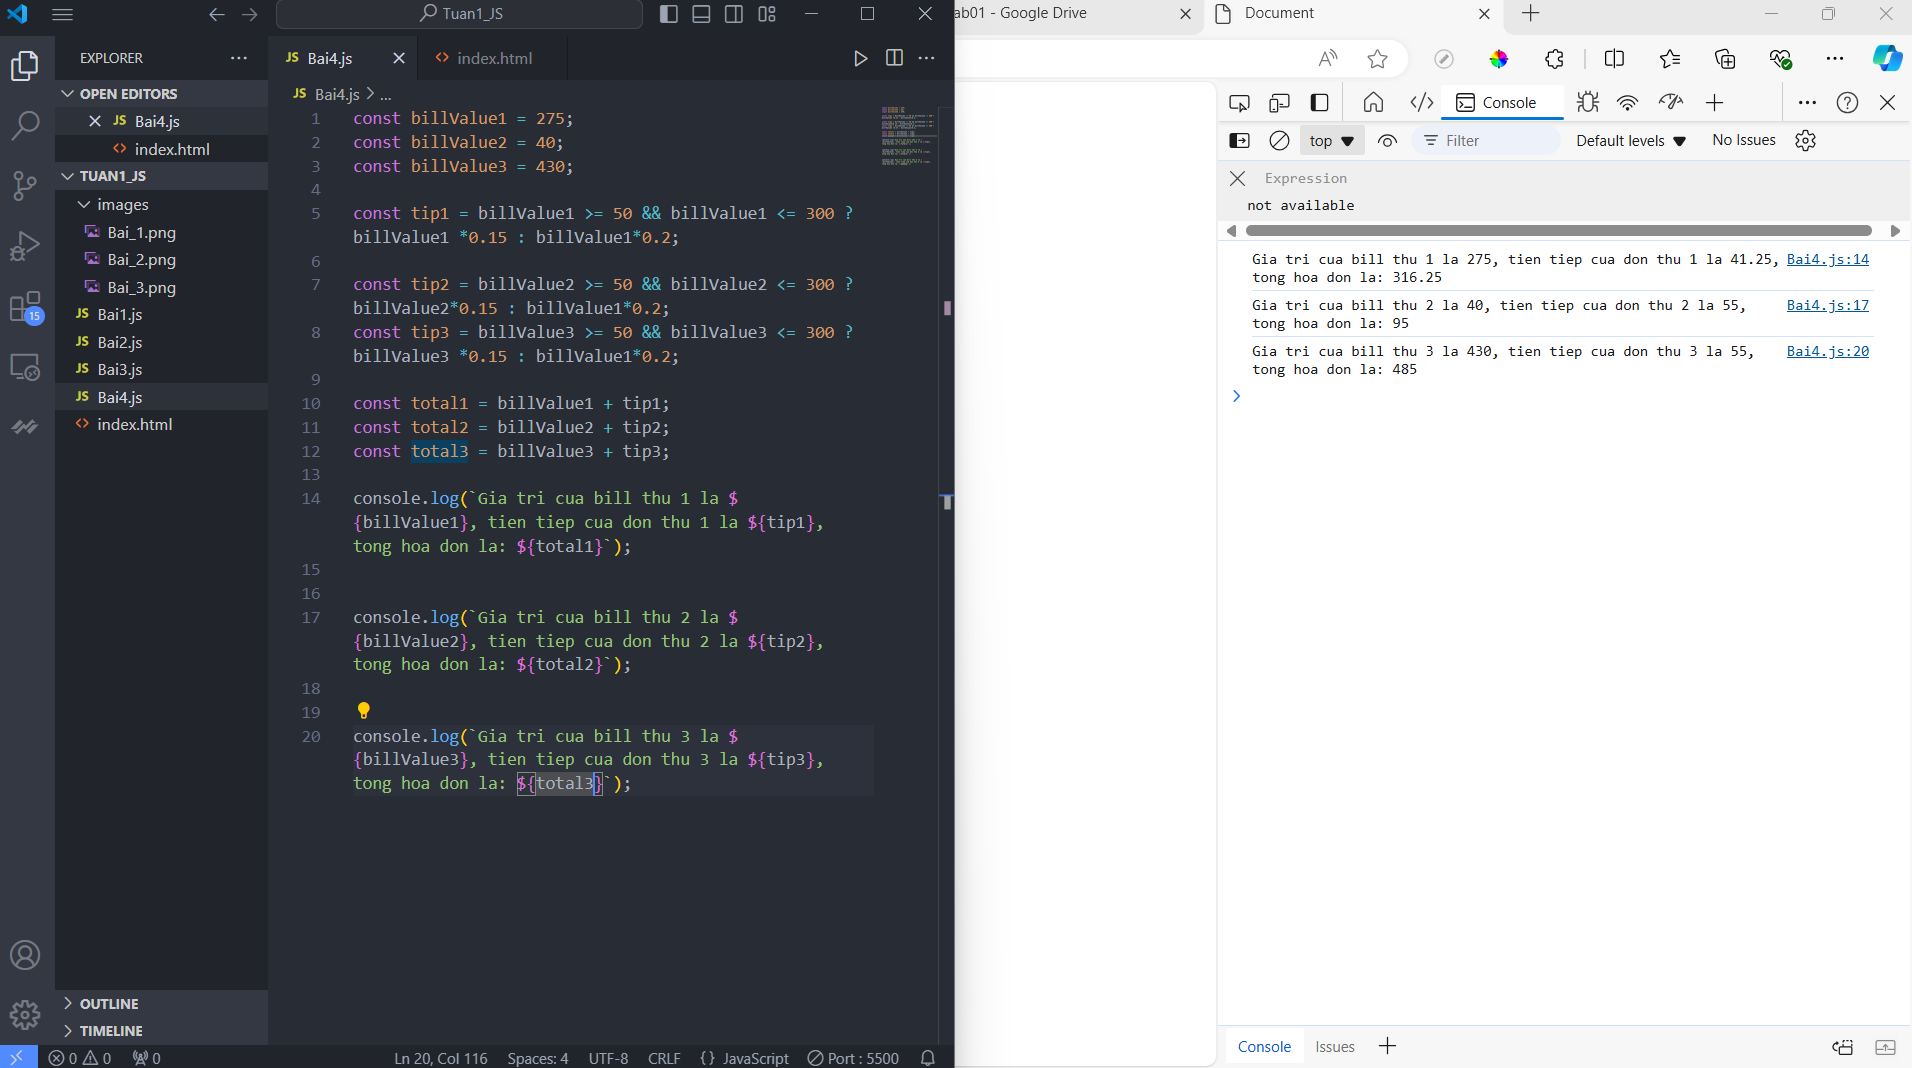 Tuan1_JS
EXPLORER
OPEN EDITORS
JS Bai4.js
<> index.html
TUAN1_JS
images
Bai_1.png
Bai_2.png
Bai_3.png
JS Bai1.js
JS Bai2.js
JS Bai3.js
JS Bai4.js
<> index.html
15
OUTLINE
TIMELINE
JS Bai4.js
<> index.html
JS Bai4.js > ...
1 const billValue1 = 275;
2 const billValue2 = 40;
3 const billValue3 = 430;
4
5 const tip1 = billValue1 >= 50 && billValue1 <= 300 ?
billValue1 *0.15 : billValue1*0.2;
6
7 const tip2 = billValue2 >= 50 && billValue2 <= 300 ?
billValue2*0.15 : billValue1*0.2;
8 const tip3 = billValue3 >= 50 && billValue3 <= 300 ?
billValue3 *0.15 : billValue1*0.2;
9
10 const total1 = billValue1 + tip1;
11 const total2 = billValue2 + tip2;
12 const total3 = billValue3 + tip3;
13
14 console.log(`Gia tri cua bill thu 1 la $
{billValue1}, tien tiep cua don thu 1 la ${tip1},
tong hoa don la: ${total1}`);
15
16
17 console.log(`Gia tri cua bill thu 2 la $
{billValue2}, tien tiep cua don thu 2 la ${tip2},
tong hoa don la: ${total2}`);
18
19
20 console.log(`Gia tri cua bill thu 3 la $
{billValue3}, tien tiep cua don thu 3 la ${tip3},
tong hoa don la: ${total3}`);
0 0 0
Ln 20, Col 116 Spaces: 4 UTF-8 CRLF {} JavaScript Port : 5500
ab01 - Google Drive
Document
Console
top Filter Default levels No Issues
Expression
not available
Gia tri cua bill thu 1 la 275, tien tiep cua don thu 1 la 41.25, Bai4.js:14
tong hoa don la: 316.25
Gia tri cua bill thu 2 la 40, tien tiep cua don thu 2 la 55, Bai4.js:17
tong hoa don la: 95
Gia tri cua bill thu 3 la 430, tien tiep cua don thu 3 la 55, Bai4.js:20
tong hoa don la: 485
Console Issues